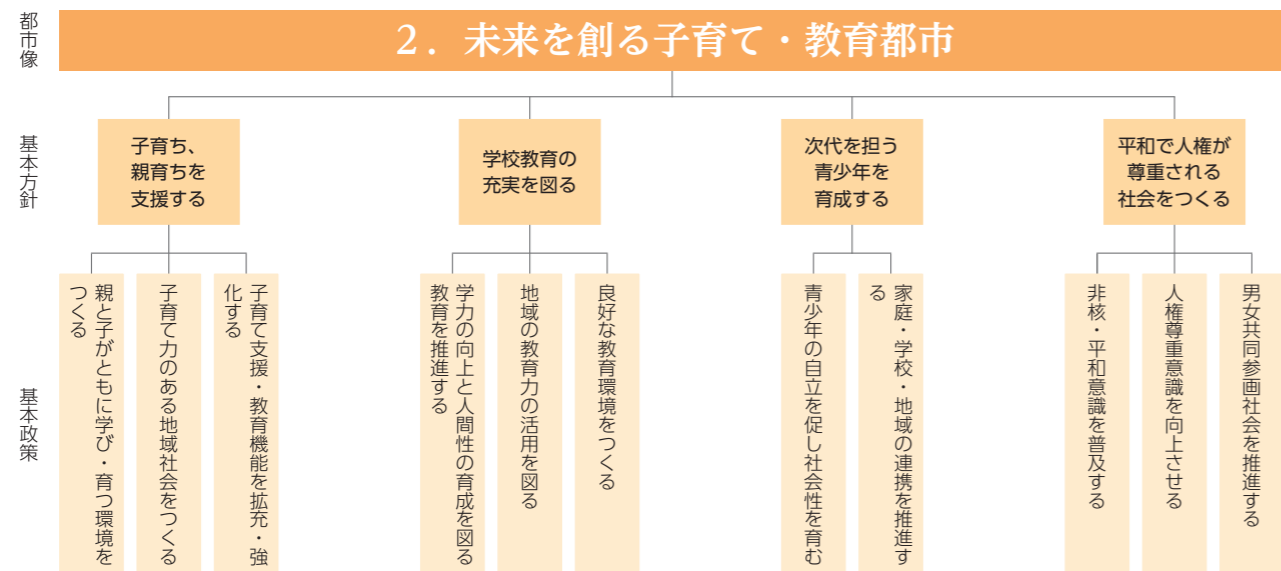 都市像
2. 未来を創る子育て・教育都市
基本方針
子育ち、
親育ちを
支援する
学校教育の
充実を図る
次代を担う
青少年を
育成する
平和で人権が
尊重される
社会をつくる
基本政策
親と子がともに学び・育つ環境を
つくる
子育て力のある地域社会をつくる
子育て支援・教育機能を拡充・強
化する
学力の向上と人間性の育成を図る
教育を推進する
地域の教育力の活用を図る
良好な教育環境をつくる
青少年の自立を促し社会性を育む
家庭・学校・地域の連携を推進す
る
非核・平和意識を普及する
人権尊重意識を向上させる
男女共同参画社会を推進する